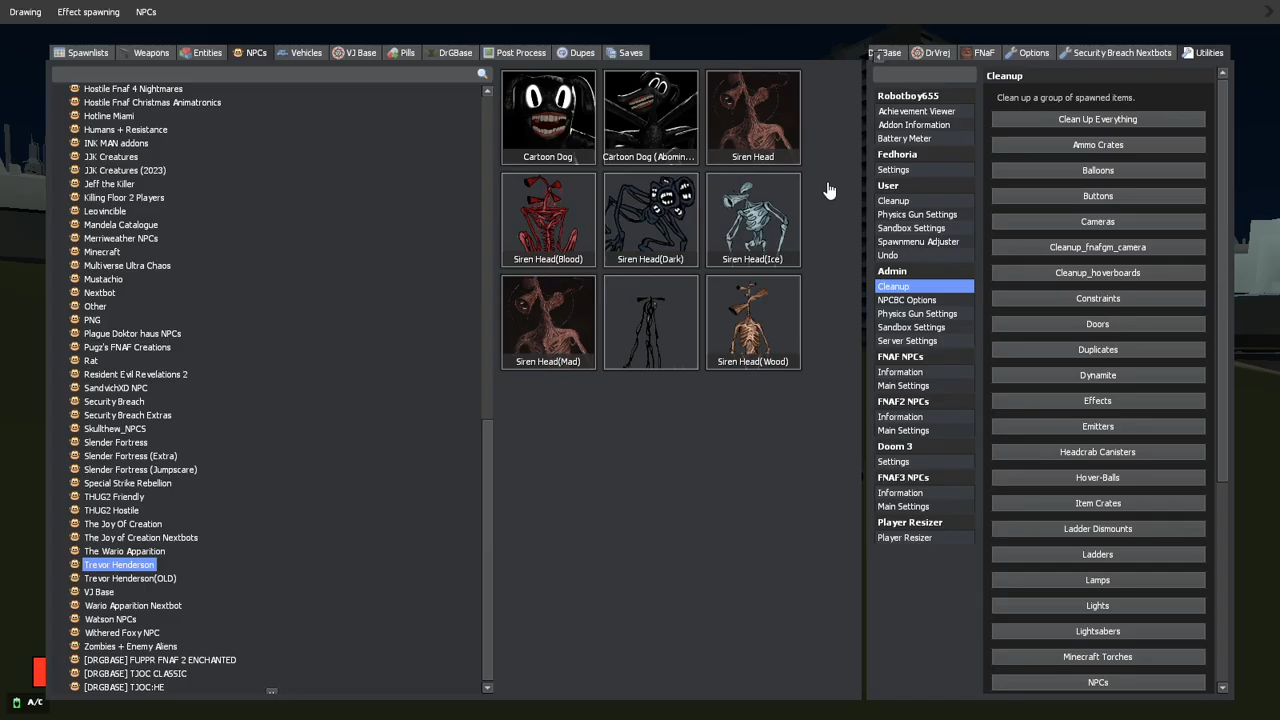 Drawing Effect spawning NPCs
Spawnlists Weapons Entities NPCs Vehicles VJ Base Pills DrGBase Post Process Dupes Saves
Base DrVrej FNaF Options Security Breach Nextbots Utilities
Hostile Fnaf 4 Nightmares
Hostile Fnaf Christmas Animatronics
Hotline Miami
Humans + Resistance
INK MAN addons
JJK Creatures
JJK Creatures (2023)
Jeff the Killer
Killing Floor 2 Players
Leovincible
Mandela Catalogue
Merriweather NPCs
Minecraft
Multiverse Ultra Chaos
Mustachio
Nextbot
Other
PNG
Plague Doktor haus NPCs
Pugz's FNAF Creations
Rat
Resident Evil Revelations 2
SandvichXD NPC
Security Breach
Security Breach Extras
Skullthew_NPCS
Slender Fortress
Slender Fortress (Extra)
Slender Fortress (Jumpscare)
Special Strike Rebellion
THUG2 Friendly
THUG2 Hostile
The Joy Of Creation
The Joy of Creation Nextbots
The Wario Apparition
Trevor Henderson
Trevor Henderson(OLD)
VJ Base
Wario Apparition Nextbot
Watson NPCs
Withered Foxy NPC
Zombies + Enemy Aliens
[DRGBASE] FUPPR FNAF 2 ENCHANTED
[DRGBASE] TJOC CLASSIC
[DRGBASE] TJOC:HE
Cartoon Dog
Cartoon Dog (Abomin...
Siren Head
Siren Head(Blood)
Siren Head(Dark)
Siren Head(Ice)
Siren Head(Mad)
Siren Head(Wood)
Robotboy655
Achievement Viewer
Addon Information
Battery Meter
Fedhoria
Settings
User
Cleanup
Physics Gun Settings
Sandbox Settings
Spawnmenu Adjuster
Undo
Admin
Cleanup
NPCBC Options
Physics Gun Settings
Sandbox Settings
Server Settings
FNAF NPCs
Information
Main Settings
FNAF2 NPCs
Information
Main Settings
Doom 3
Settings
FNAF3 NPCs
Information
Main Settings
Player Resizer
Player Resizer
Cleanup
Clean up a group of spawned items.
Clean Up Everything
Ammo Crates
Balloons
Buttons
Cameras
Cleanup_fnafgm_camera
Cleanup_hoverboards
Constraints
Doors
Duplicates
Dynamite
Effects
Emitters
Headcrab Canisters
Hover-Balls
Item Crates
Ladder Dismounts
Ladders
Lamps
Lights
Lightsabers
Minecraft Torches
NPCs
A/C